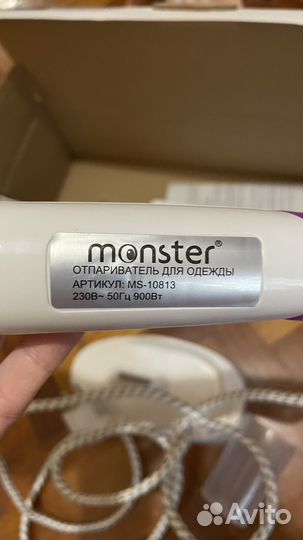 monster®
ОТПАРИВАТЕЛЬ ДЛЯ ОДЕЖДЫ
АРТИКУЛ: MS-10813
230В~ 50Гц 900Вт
Avito